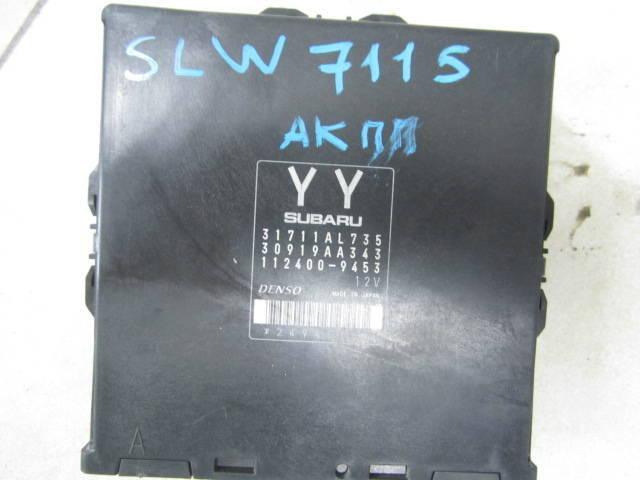 SLW 7115
АКПП
YY
SUBARU
31711AL735
30919AA343
112400-9453
12V
DENSO MADE IN JAPAN
A